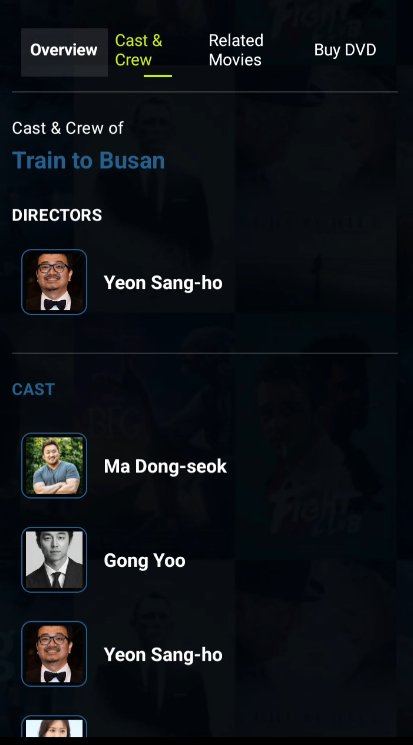 Overview
Cast &
Crew
Related
Movies
Buy DVD
Cast & Crew of
Train to Busan
DIRECTORS
Yeon Sang-ho
CAST
Ma Dong-seok
Gong Yoo
Yeon Sang-ho